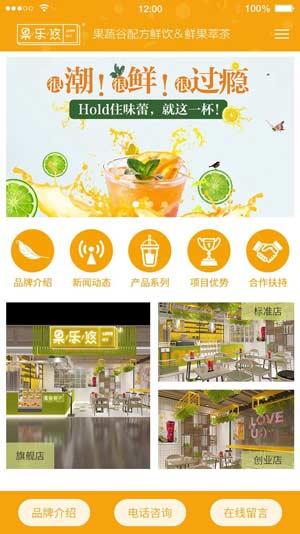 12:00
100%
果·乐·悠
果蔬谷配方鲜饮&鲜果萃茶
很潮！很鲜！很过瘾
Hold住味蕾，就这一杯!
品牌介绍
新闻动态
产品系列
项目优势
合作扶持
果·乐·悠
旗舰店
标准店
LOVE
U
创业店
品牌介绍
电话咨询
在线留言